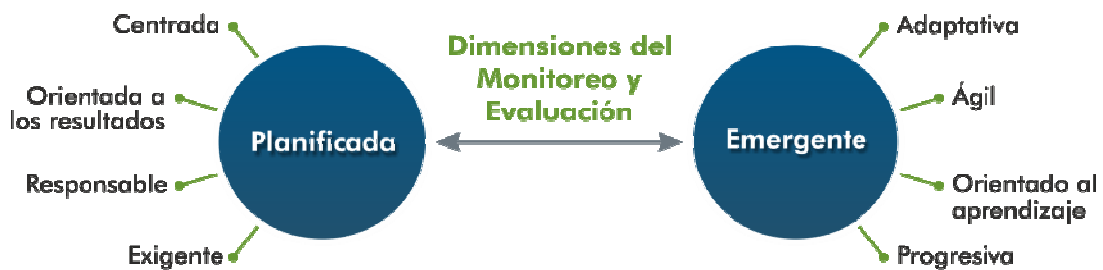 Centrada
Orientada a
los resultados
Responsable
Exigente
Planificada
Dimensiones del
Monitoreo y
Evaluación
Emergente
Adaptativa
Ágil
Orientado al
aprendizaje
Progresiva